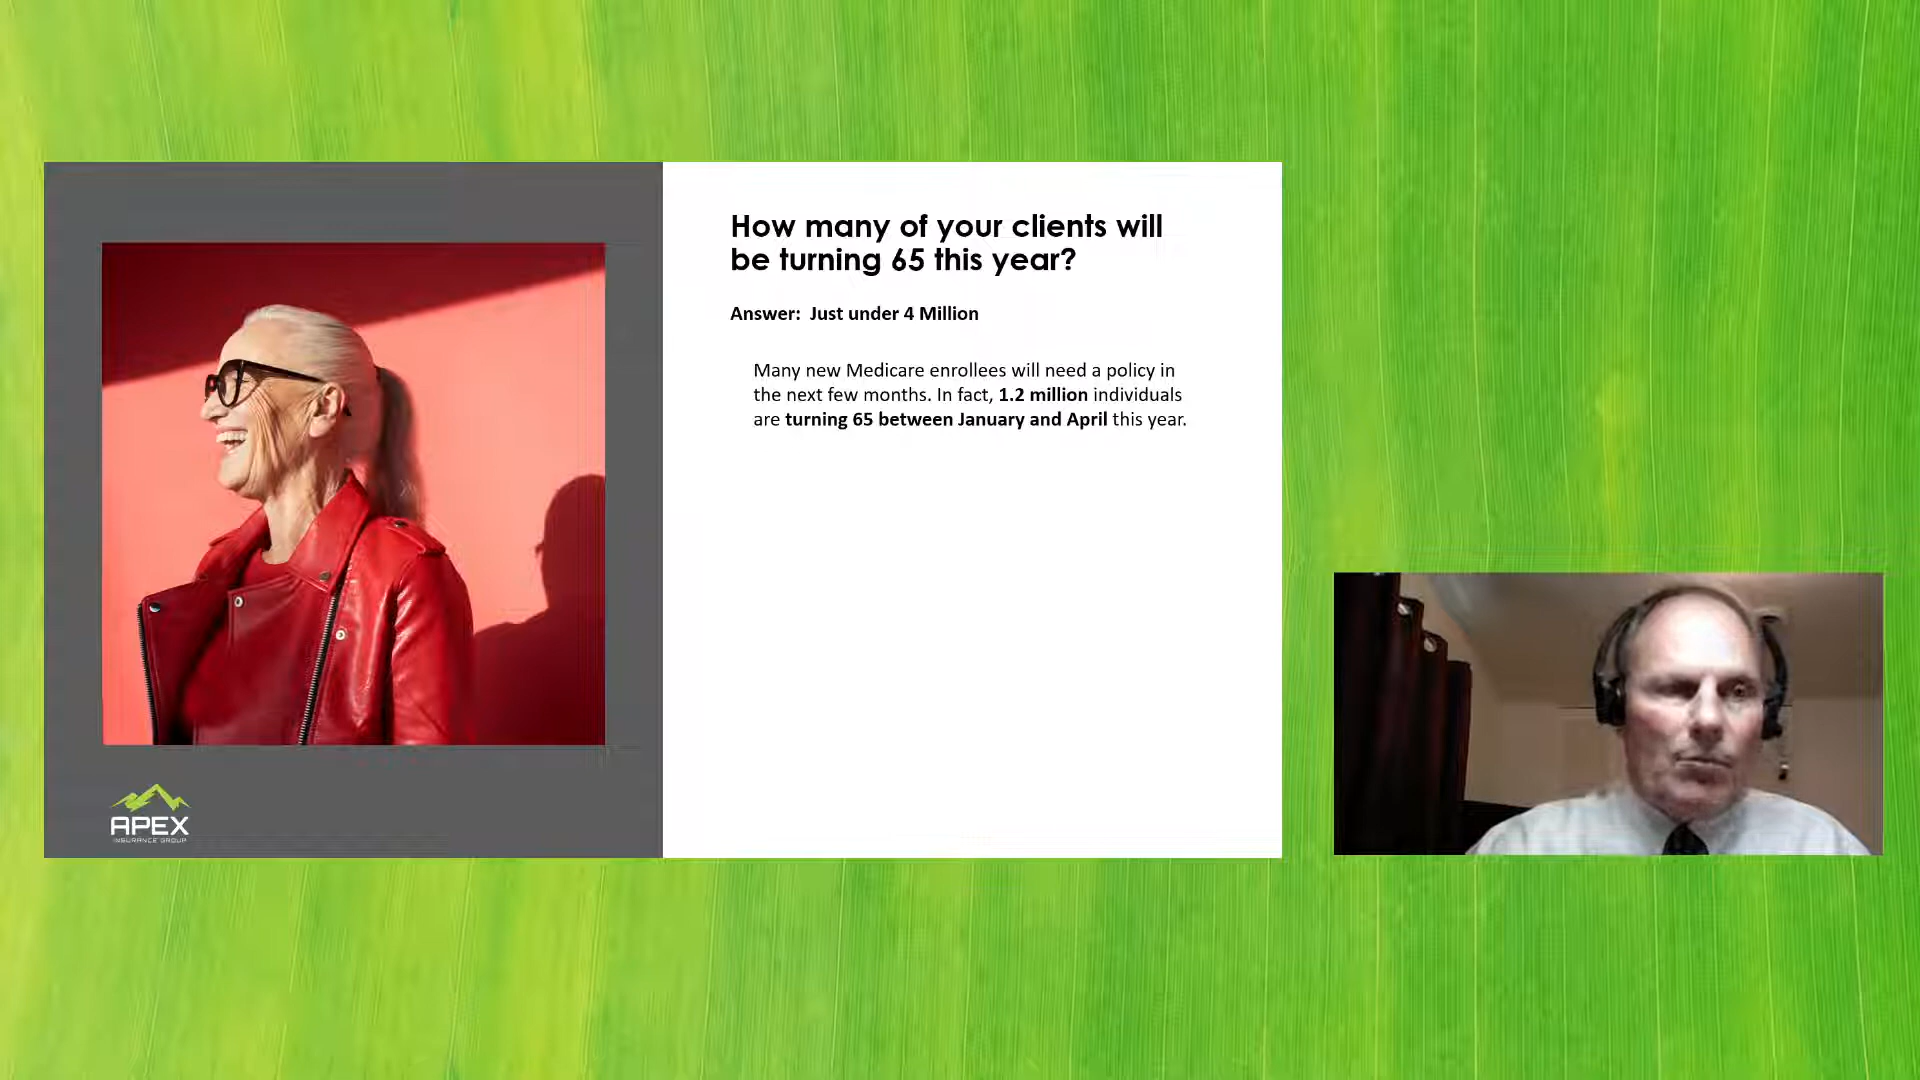 How many of your clients will
be turning 65 this year?
Answer:  Just under 4 Million
Many new Medicare enrollees will need a policy in
the next few months. In fact, 1.2 million individuals
are turning 65 between January and April this year.
APEX
INSURANCE GROUP